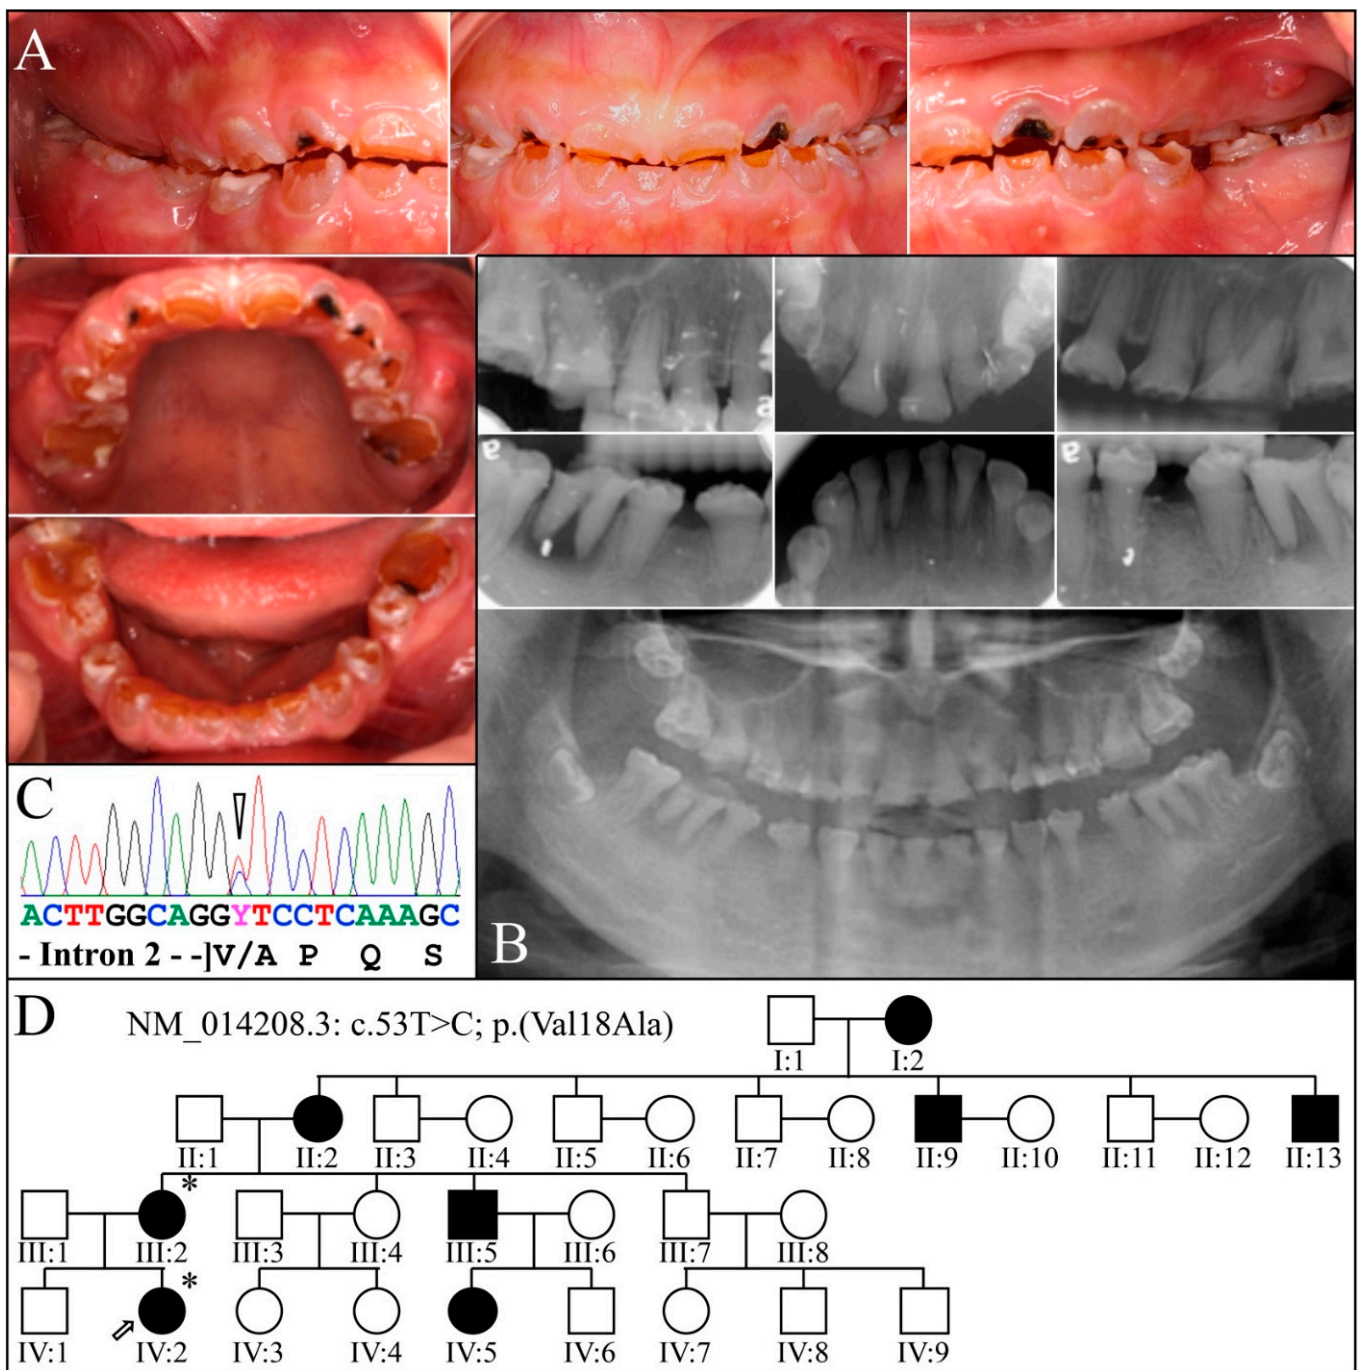 A
B
C
ACTTGGCAGGYTCCTCAAAGC
- Intron 2 - -]V/A P Q S
D
NM_014208.3: c.53T>C; p.(Val18Ala)
I:1 I:2
II:1 II:2 II:3 II:4 II:5 II:6 II:7 II:8 II:9 II:10 II:11 II:12 II:13
* 
III:1 III:2 III:3 III:4 III:5 III:6 III:7 III:8
*
IV:1 IV:2 IV:3 IV:4 IV:5 IV:6 IV:7 IV:8 IV:9